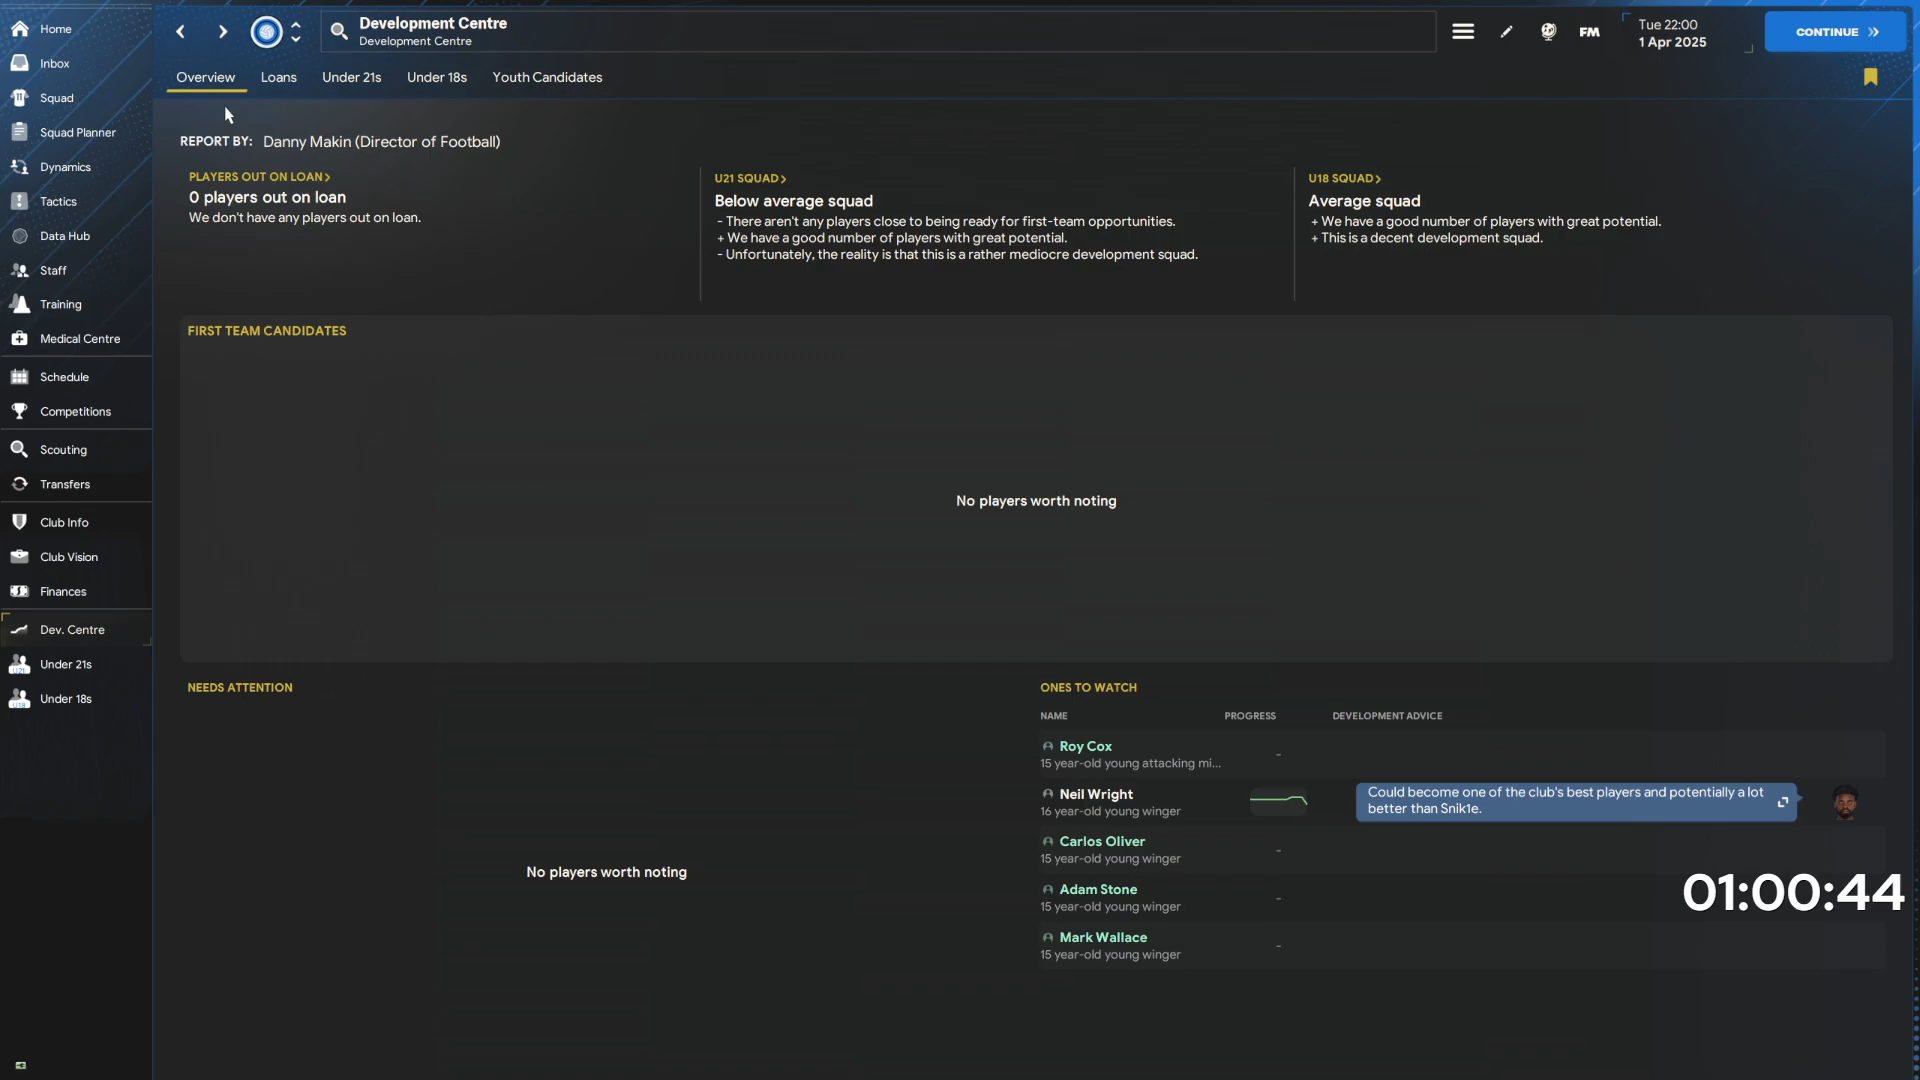 Home
Inbox
Squad
Squad Planner
Dynamics
Tactics
Data Hub
Staff
Training
Medical Centre
Schedule
Competitions
Scouting
Transfers
Club Info
Club Vision
Finances
Dev. Centre
Under 21s
Under 18s
Development Centre
Development Centre
FM
Tue 22:00
1 Apr 2025
CONTINUE
Overview
Loans
Under 21s
Under 18s
Youth Candidates
REPORT BY: Danny Makin (Director of Football)
PLAYERS OUT ON LOAN >
0 players out on loan
We don't have any players out on loan.
U21 SQUAD >
Below average squad
- There aren't any players close to being ready for first-team opportunities.
+ We have a good number of players with great potential.
- Unfortunately, the reality is that this is a rather mediocre development squad.
U18 SQUAD >
Average squad
+ We have a good number of players with great potential.
+ This is a decent development squad.
FIRST TEAM CANDIDATES
No players worth noting
NEEDS ATTENTION
No players worth noting
ONES TO WATCH
NAME PROGRESS DEVELOPMENT ADVICE
Roy Cox
15 year-old young attacking mi...
-
Neil Wright
16 year-old young winger
Could become one of the club's best players and potentially a lot
better than Snik1e.
Carlos Oliver
15 year-old young winger
-
Adam Stone
15 year-old young winger
-
Mark Wallace
15 year-old young winger
-
01:00:44